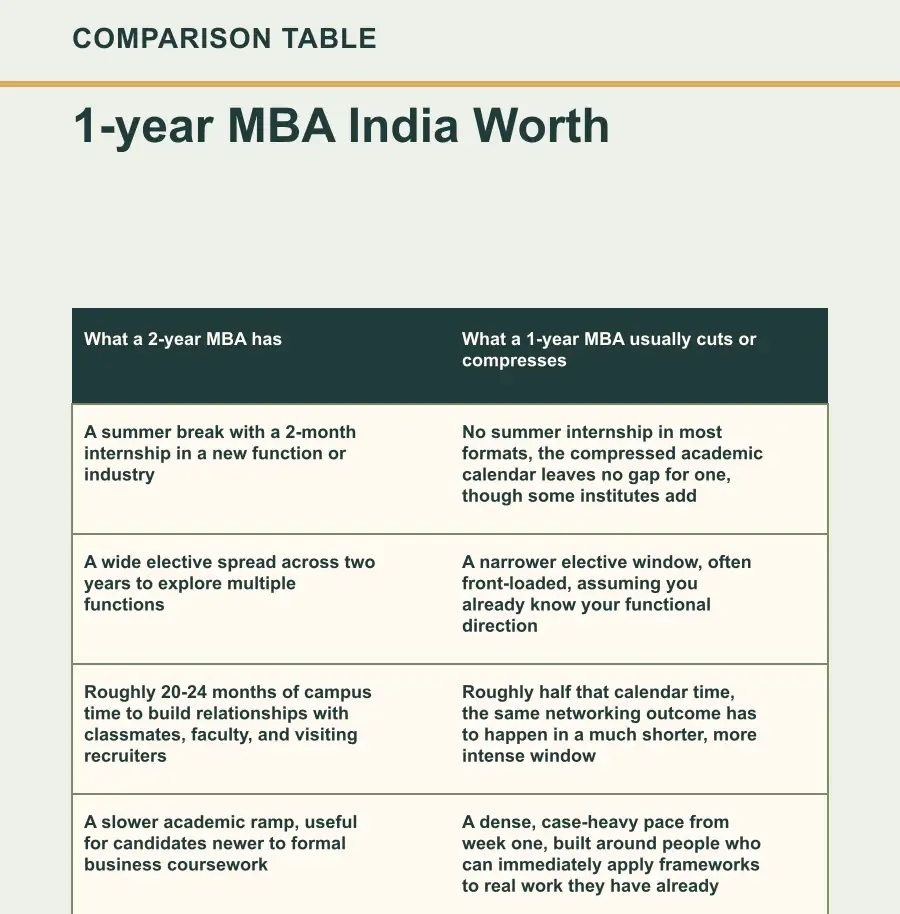 COMPARISON TABLE
1-year MBA India Worth
What a 2-year MBA has
What a 1-year MBA usually cuts or
compresses
A summer break with a 2-month
internship in a new function or
industry
No summer internship in most
formats, the compressed academic
calendar leaves no gap for one,
though some institutes add
A wide elective spread across two
years to explore multiple
functions
A narrower elective window, often
front-loaded, assuming you
already know your functional
direction
Roughly 20-24 months of campus
time to build relationships with
classmates, faculty, and visiting
recruiters
Roughly half that calendar time,
the same networking outcome has
to happen in a much shorter, more
intense window
A slower academic ramp, useful
for candidates newer to formal
business coursework
A dense, case-heavy pace from
week one, built around people who
can immediately apply frameworks
to real work they have already